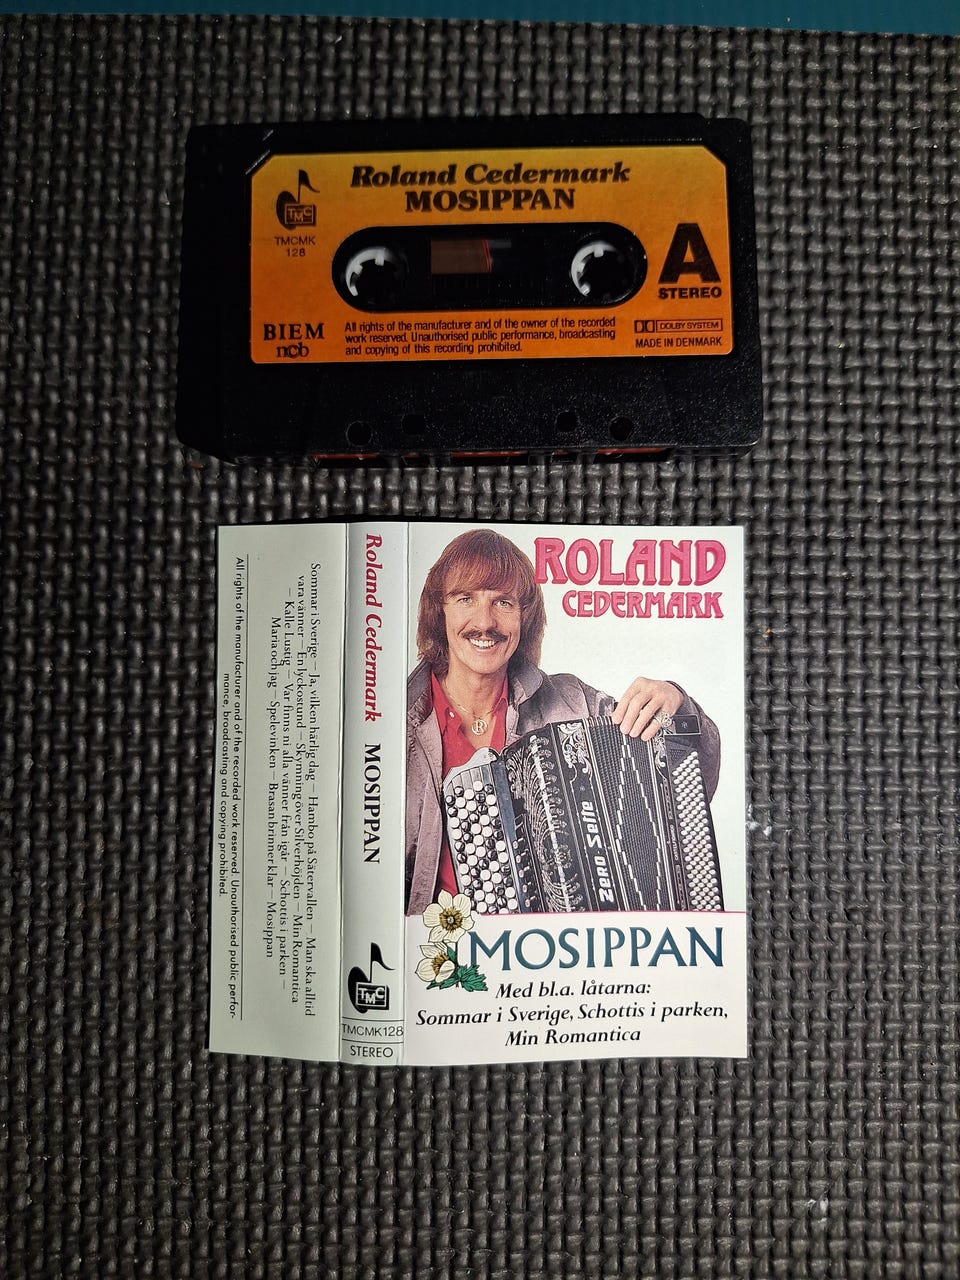 Roland Cedermark
MOSIPPAN
TMC
TMCMK
128
A
STEREO
BIEM
ncb
All rights of the manufacturer and of the owner of the recorded
work reserved. Unauthorised public performance, broadcasting
and copying of this recording prohibited.
DOLBY SYSTEM
MADE IN DENMARK
ROLAND
CEDERMARK
R
Zero Sette
MOSIPPAN
Med bl.a. låtarna:
Sommar i Sverige, Schottis i parken,
Min Romantica
Roland Cedermark MOSIPPAN
TMC
TMCMK128
STEREO
Sommar i Sverige – Ja, vilken härlig dag – Hambo på Sätervallen – Man ska alltid
vara vänner – En lyckostund – Skymning över Silverhöjden – Min Romantica
– Kalle Lustig – Var finns ni alla vänner från igår – Schottis i parken –
Maria och jag – Spelevinken – Brasan brinner klar – Mosippan
All rights of the manufacturer and of the recorded work reserved. Unauthorised public perfor-
mance, broadcasting and copying prohibited.